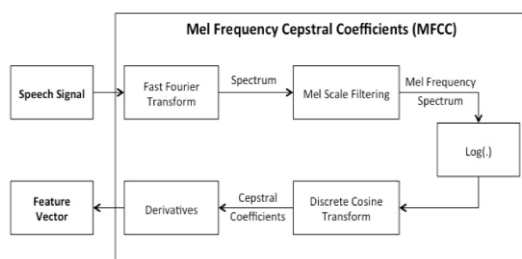 Mel Frequency Cepstral Coefficients (MFCC)
Speech Signal
Fast Fourier
Transform
Spectrum
Mel Scale Filtering
Mel Frequency
Spectrum
Log(.)
Discrete Cosine
Transform
Cepstral
Coefficients
Derivatives
Feature
Vector